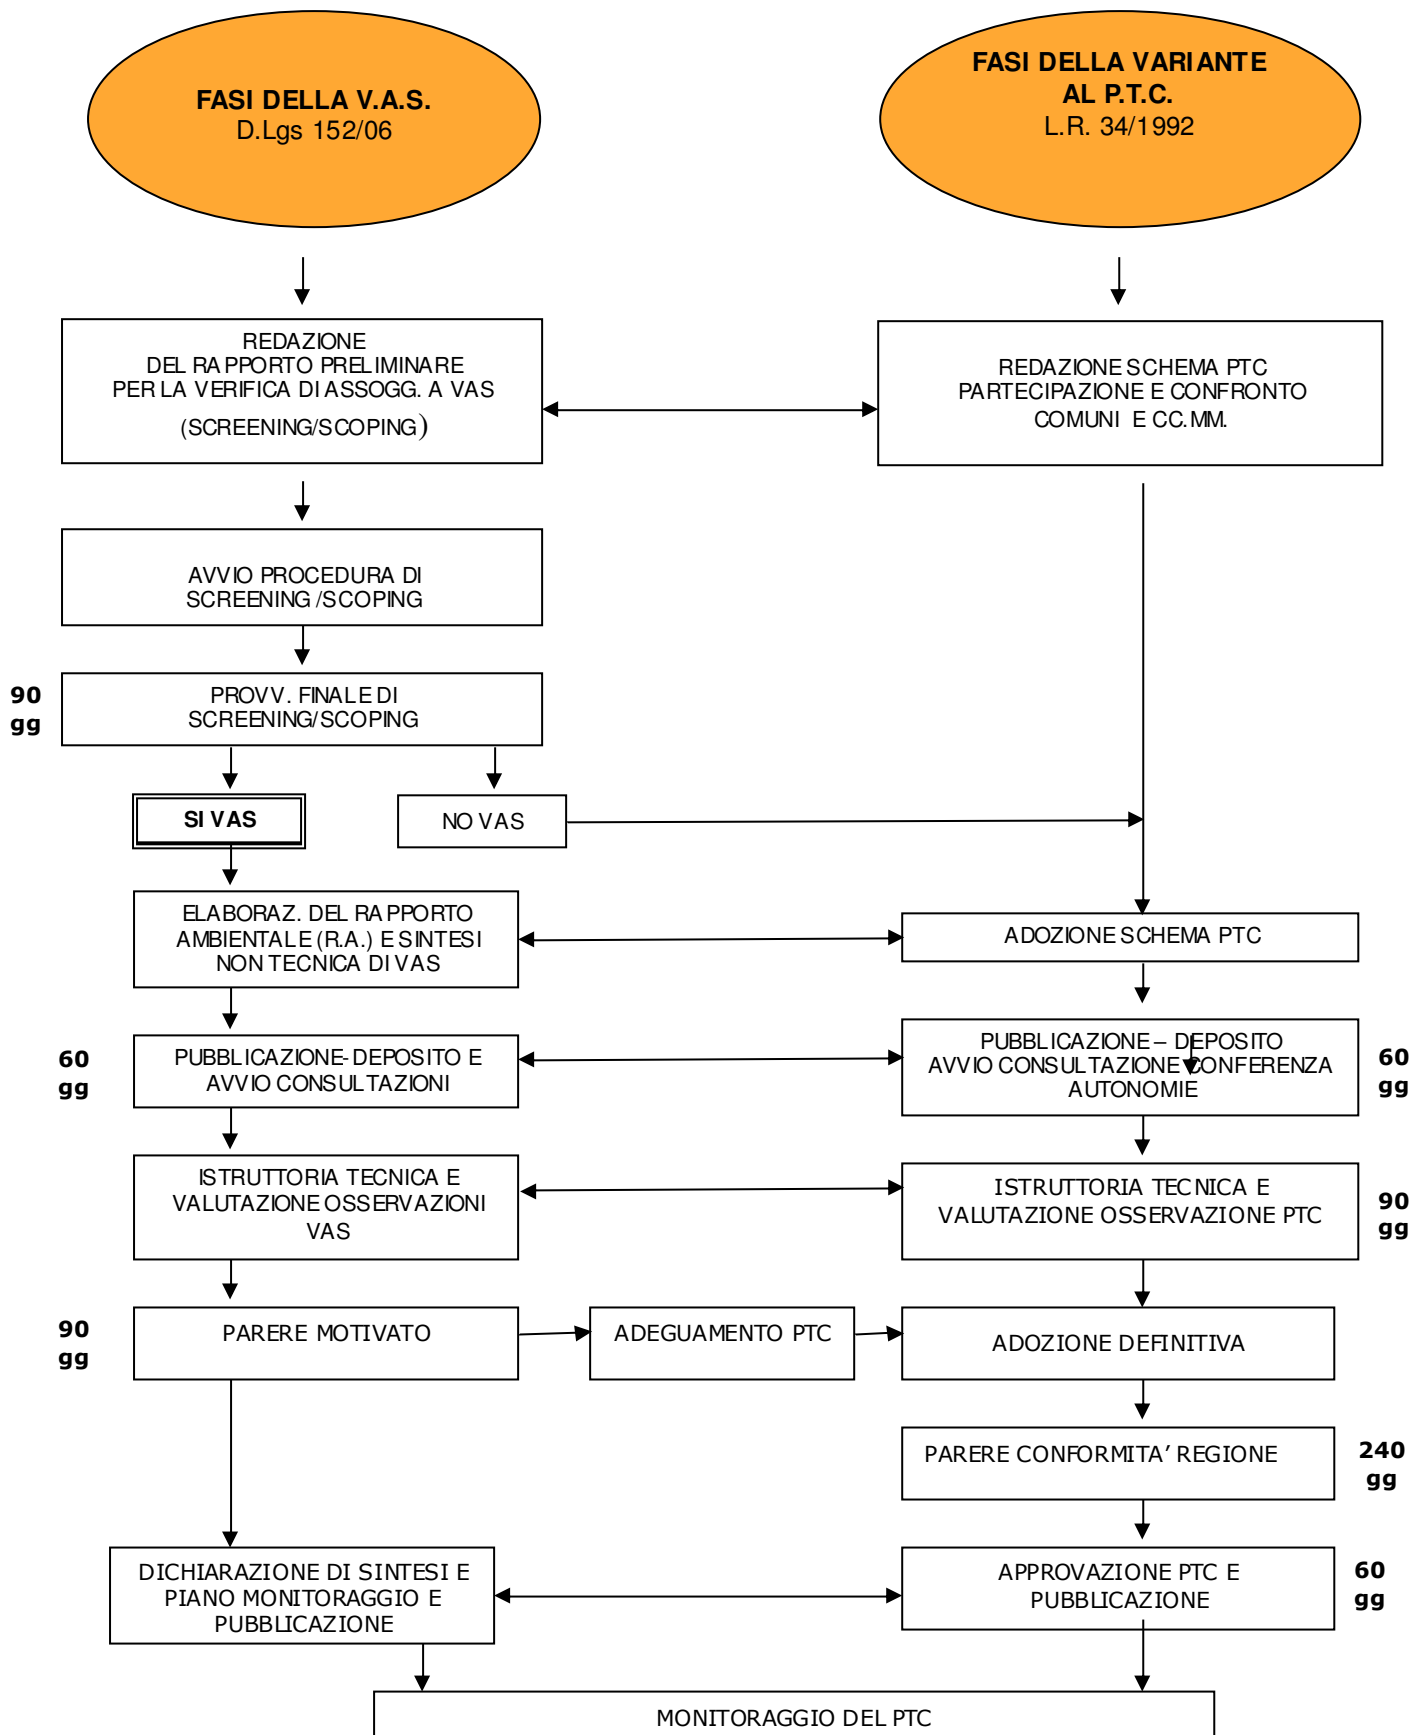 FASI DELLA V.A.S.
D.Lgs 152/06
FASI DELLA VARIANTE
AL P.T.C.
L.R. 34/1992
REDAZIONE
DEL RAPPORTO PRELIMINARE
PER LA VERIFICA DI ASSOGG. A VAS
(SCREENING/SCOPING)
REDAZIONE SCHEMA PTC
PARTECIPAZIONE E CONFRONTO
COMUNI E CC.MM.
AVVIO PROCEDURA DI
SCREENING /SCOPING
90
gg
PROVV. FINALE DI
SCREENING/SCOPING
SI VAS
NO VAS
ELABORAZ. DEL RAPPORTO
AMBIENTALE (R.A.) E SINTESI
NON TECNICA DI VAS
ADOZIONE SCHEMA PTC
60
gg
PUBBLICAZIONE-DEPOSITO E
AVVIO CONSULTAZIONI
PUBBLICAZIONE – DEPOSITO
AVVIO CONSULTAZIONE CONFERENZA
AUTONOMIE
60
gg
ISTRUTTORIA TECNICA E
VALUTAZIONE OSSERVAZIONI
VAS
ISTRUTTORIA TECNICA E
VALUTAZIONE OSSERVAZIONE PTC
90
gg
90
gg
PARERE MOTIVATO
ADEGUAMENTO PTC
ADOZIONE DEFINITIVA
PARERE CONFORMITA’ REGIONE
240
gg
DICHIARAZIONE DI SINTESI E
PIANO MONITORAGGIO E
PUBBLICAZIONE
APPROVAZIONE PTC E
PUBBLICAZIONE
60
gg
MONITORAGGIO DEL PTC